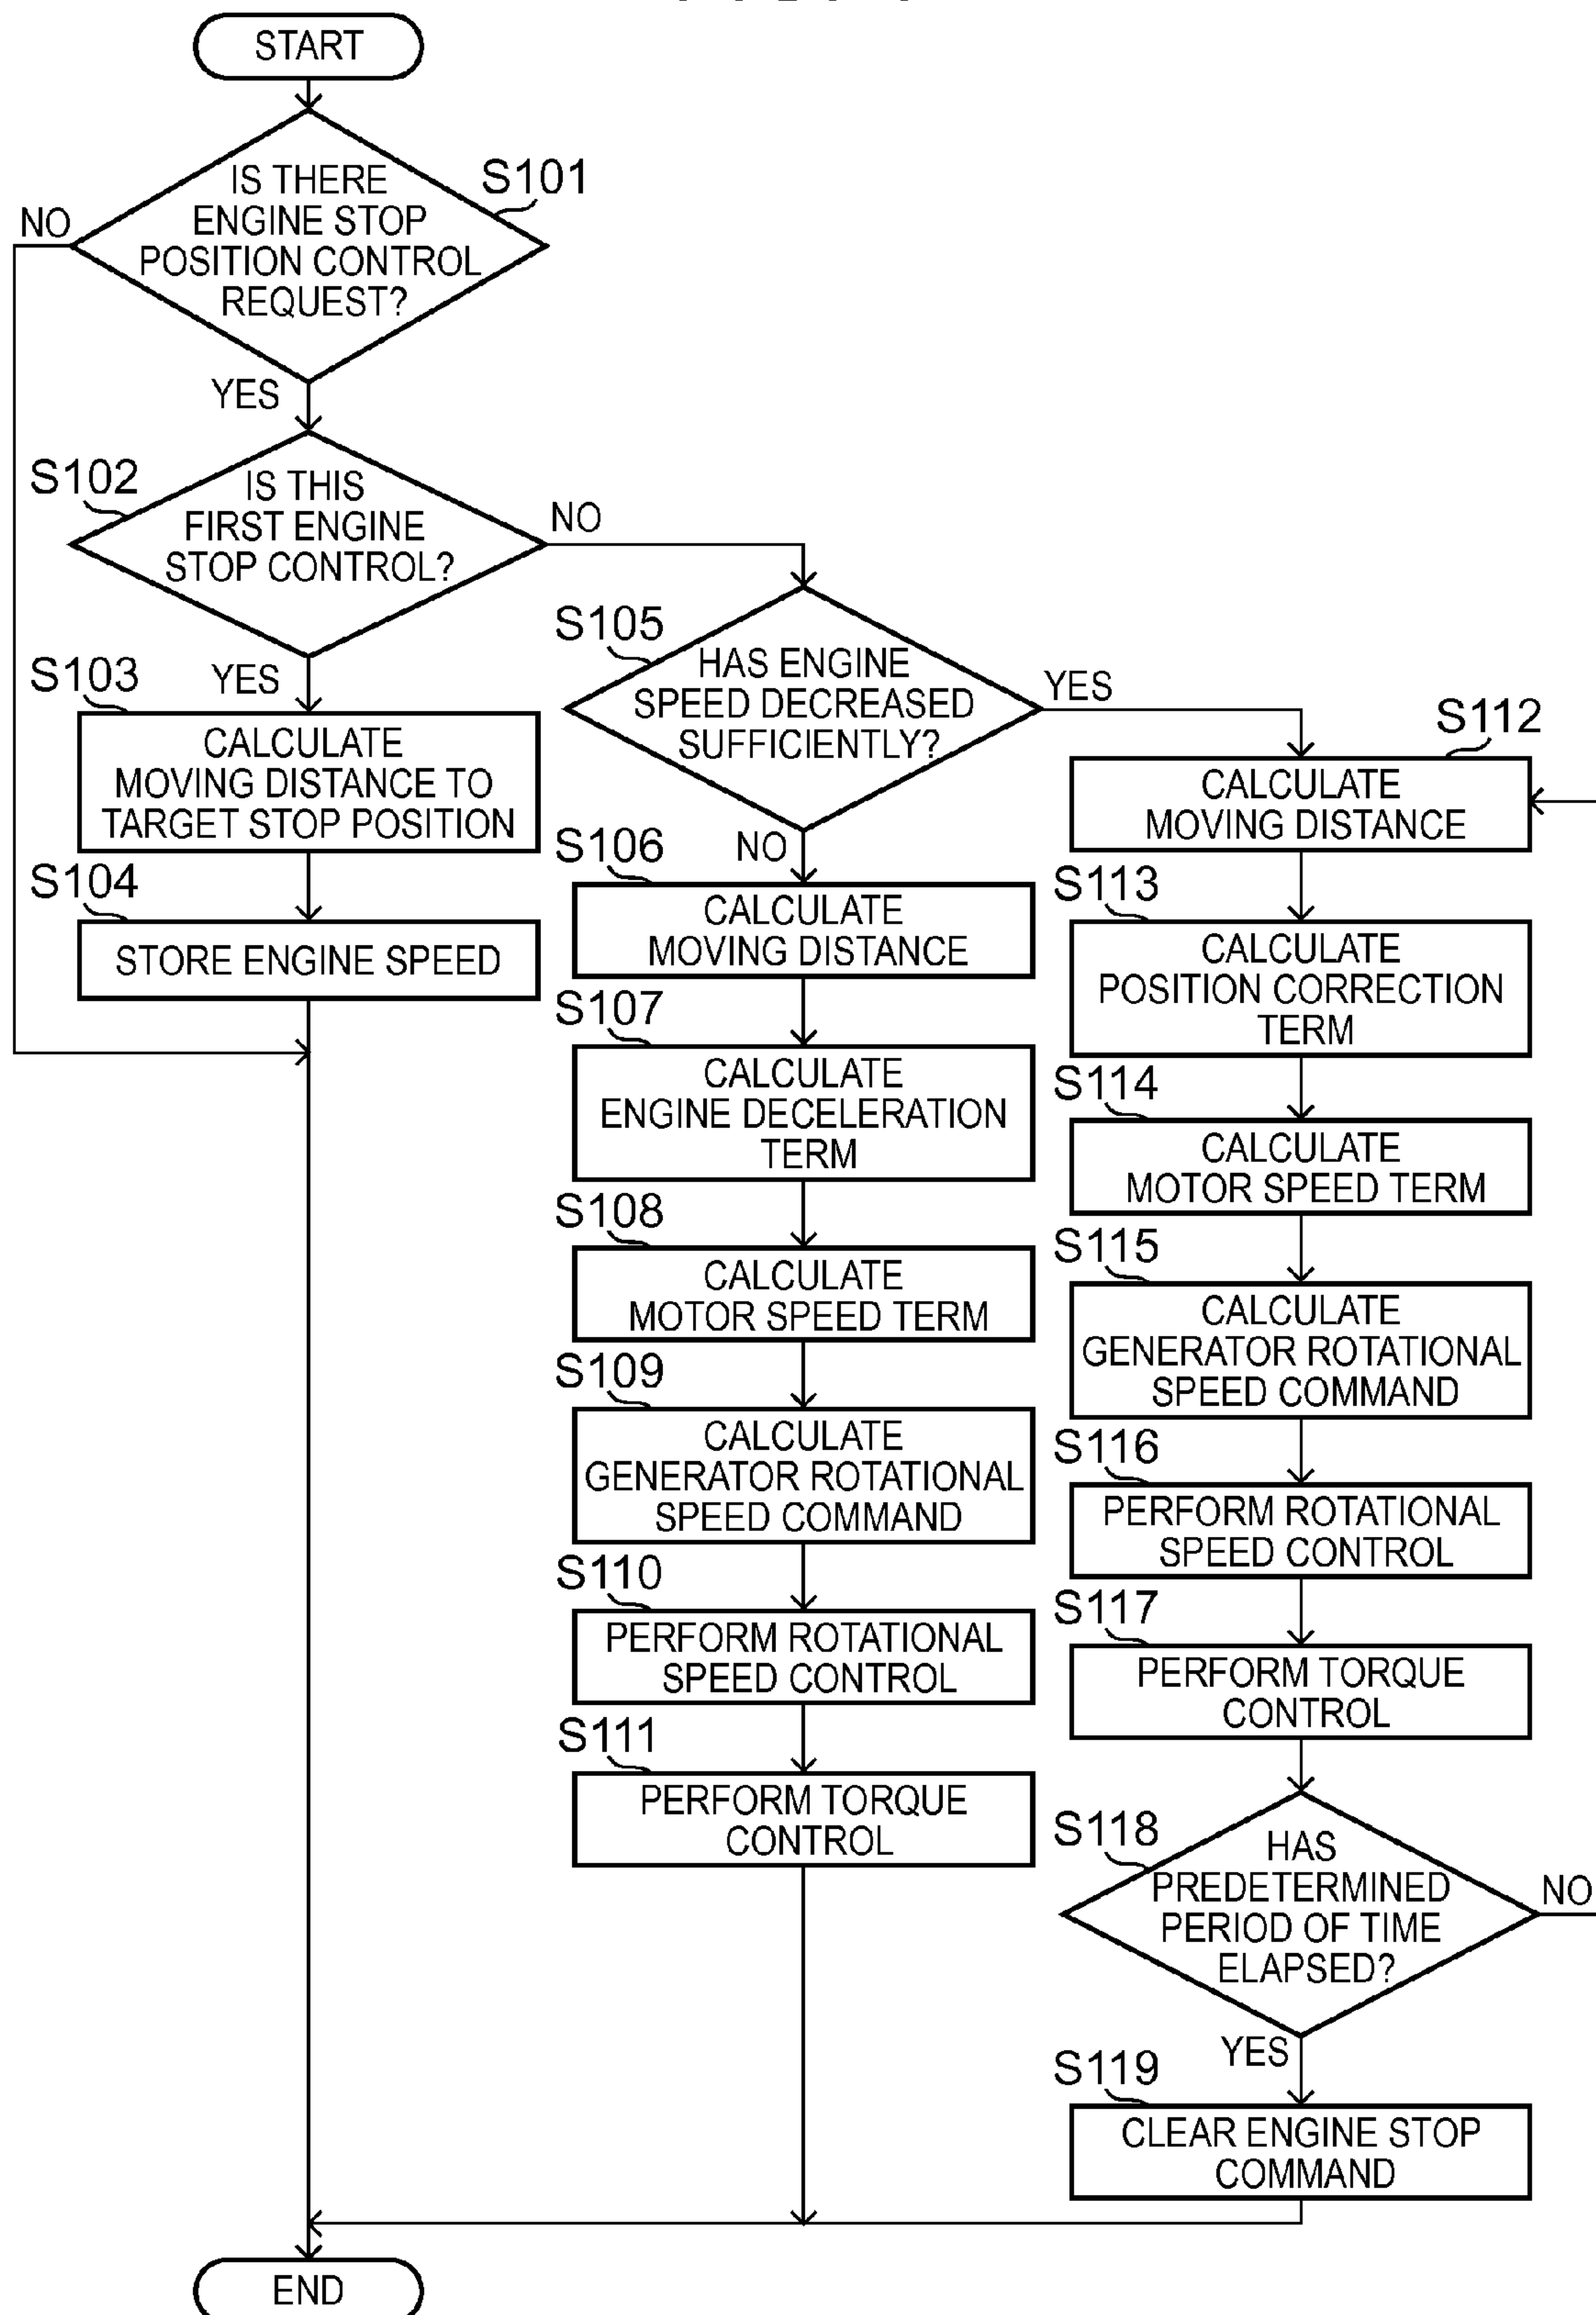 START
IS THERE
ENGINE STOP
POSITION CONTROL
REQUEST?
S101
NO
YES
S102
IS THIS
FIRST ENGINE
STOP CONTROL?
NO
YES
S103
CALCULATE
MOVING DISTANCE TO
TARGET STOP POSITION
S104
STORE ENGINE SPEED
S105
HAS ENGINE
SPEED DECREASED
SUFFICIENTLY?
YES
NO
S106
CALCULATE
MOVING DISTANCE
S107
CALCULATE
ENGINE DECELERATION
TERM
S108
CALCULATE
MOTOR SPEED TERM
S109
CALCULATE
GENERATOR ROTATIONAL
SPEED COMMAND
S110
PERFORM ROTATIONAL
SPEED CONTROL
S111
PERFORM TORQUE
CONTROL
S112
CALCULATE
MOVING DISTANCE
S113
CALCULATE
POSITION CORRECTION
TERM
S114
CALCULATE
MOTOR SPEED TERM
S115
CALCULATE
GENERATOR ROTATIONAL
SPEED COMMAND
S116
PERFORM ROTATIONAL
SPEED CONTROL
S117
PERFORM TORQUE
CONTROL
S118
HAS
PREDETERMINED
PERIOD OF TIME
ELAPSED?
NO
YES
S119
CLEAR ENGINE STOP
COMMAND
END